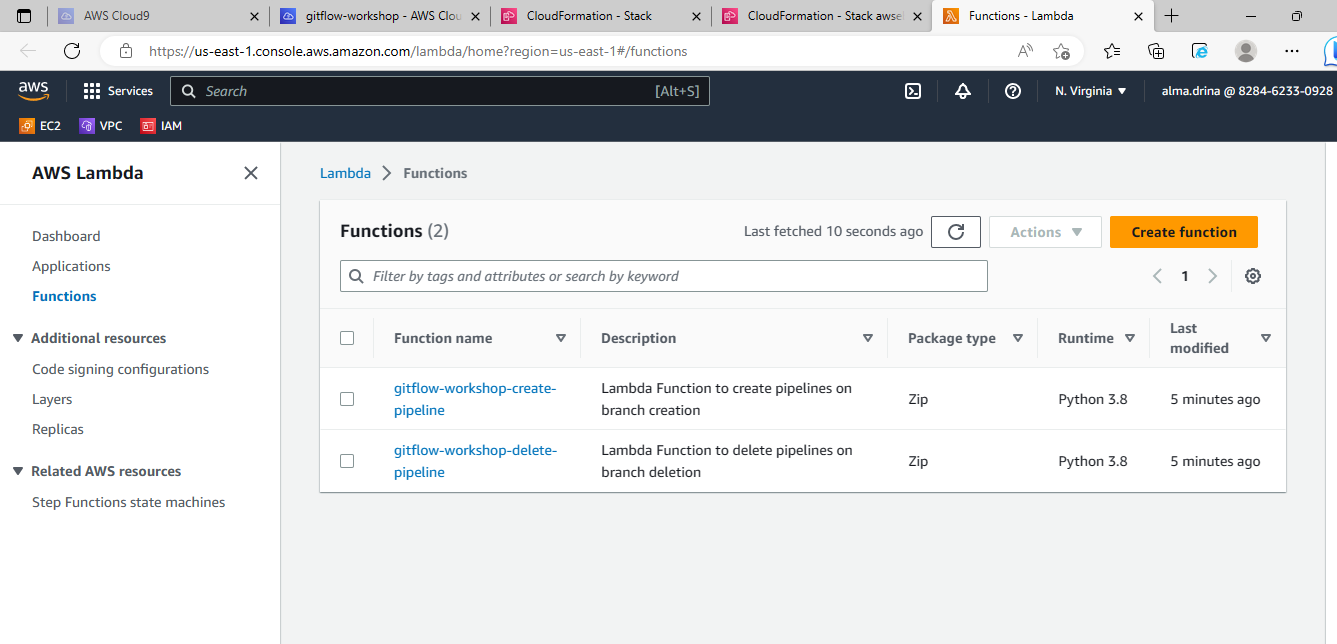 AWS Cloud9
gitflow-workshop - AWS Clou
CloudFormation - Stack
CloudFormation - Stack awsel
Functions - Lambda
https://us-east-1.console.aws.amazon.com/lambda/home?region=us-east-1#/functions
aws
Services
Search
[Alt+S]
N. Virginia
alma.drina @ 8284-6233-0928
EC2
VPC
IAM
AWS Lambda
Dashboard
Applications
Functions
Additional resources
Code signing configurations
Layers
Replicas
Related AWS resources
Step Functions state machines
Lambda
Functions
Functions (2)
Last fetched 10 seconds ago
Actions
Create function
Filter by tags and attributes or search by keyword
1
Function name
Description
Package type
Runtime
Last
modified
gitflow-workshop-create-
pipeline
Lambda Function to create pipelines on
branch creation
Zip
Python 3.8
5 minutes ago
gitflow-workshop-delete-
pipeline
Lambda Function to delete pipelines on
branch deletion
Zip
Python 3.8
5 minutes ago